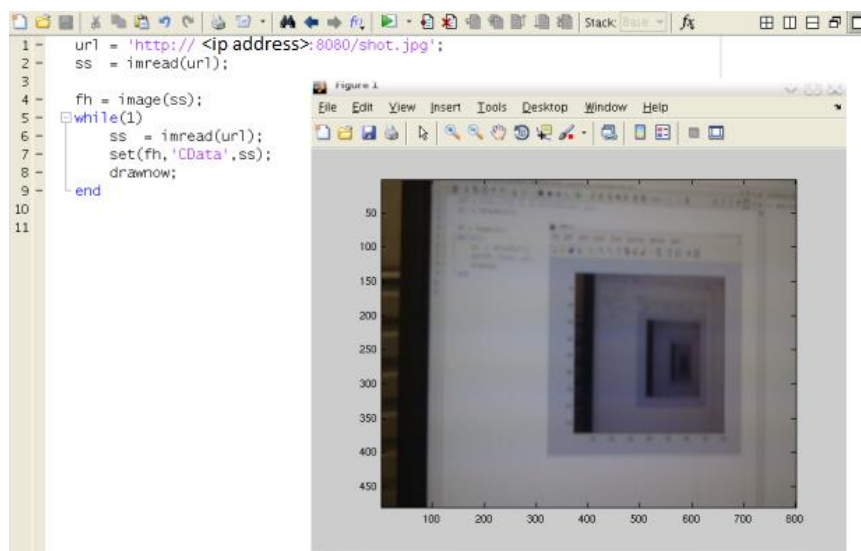 Stack: Base fx
1 url = 'http:// <ip address>:8080/shot.jpg';
2 ss = imread(url);
3
4 fh = image(ss);
5 while(1)
6 ss = imread(url);
7 set(fh,'CData',ss);
8 drawnow;
9 end
10
11
Figure 1
File Edit View Insert Tools Desktop Window Help
50
100
150
200
250
300
350
400
450
100 200 300 400 500 600 700 800